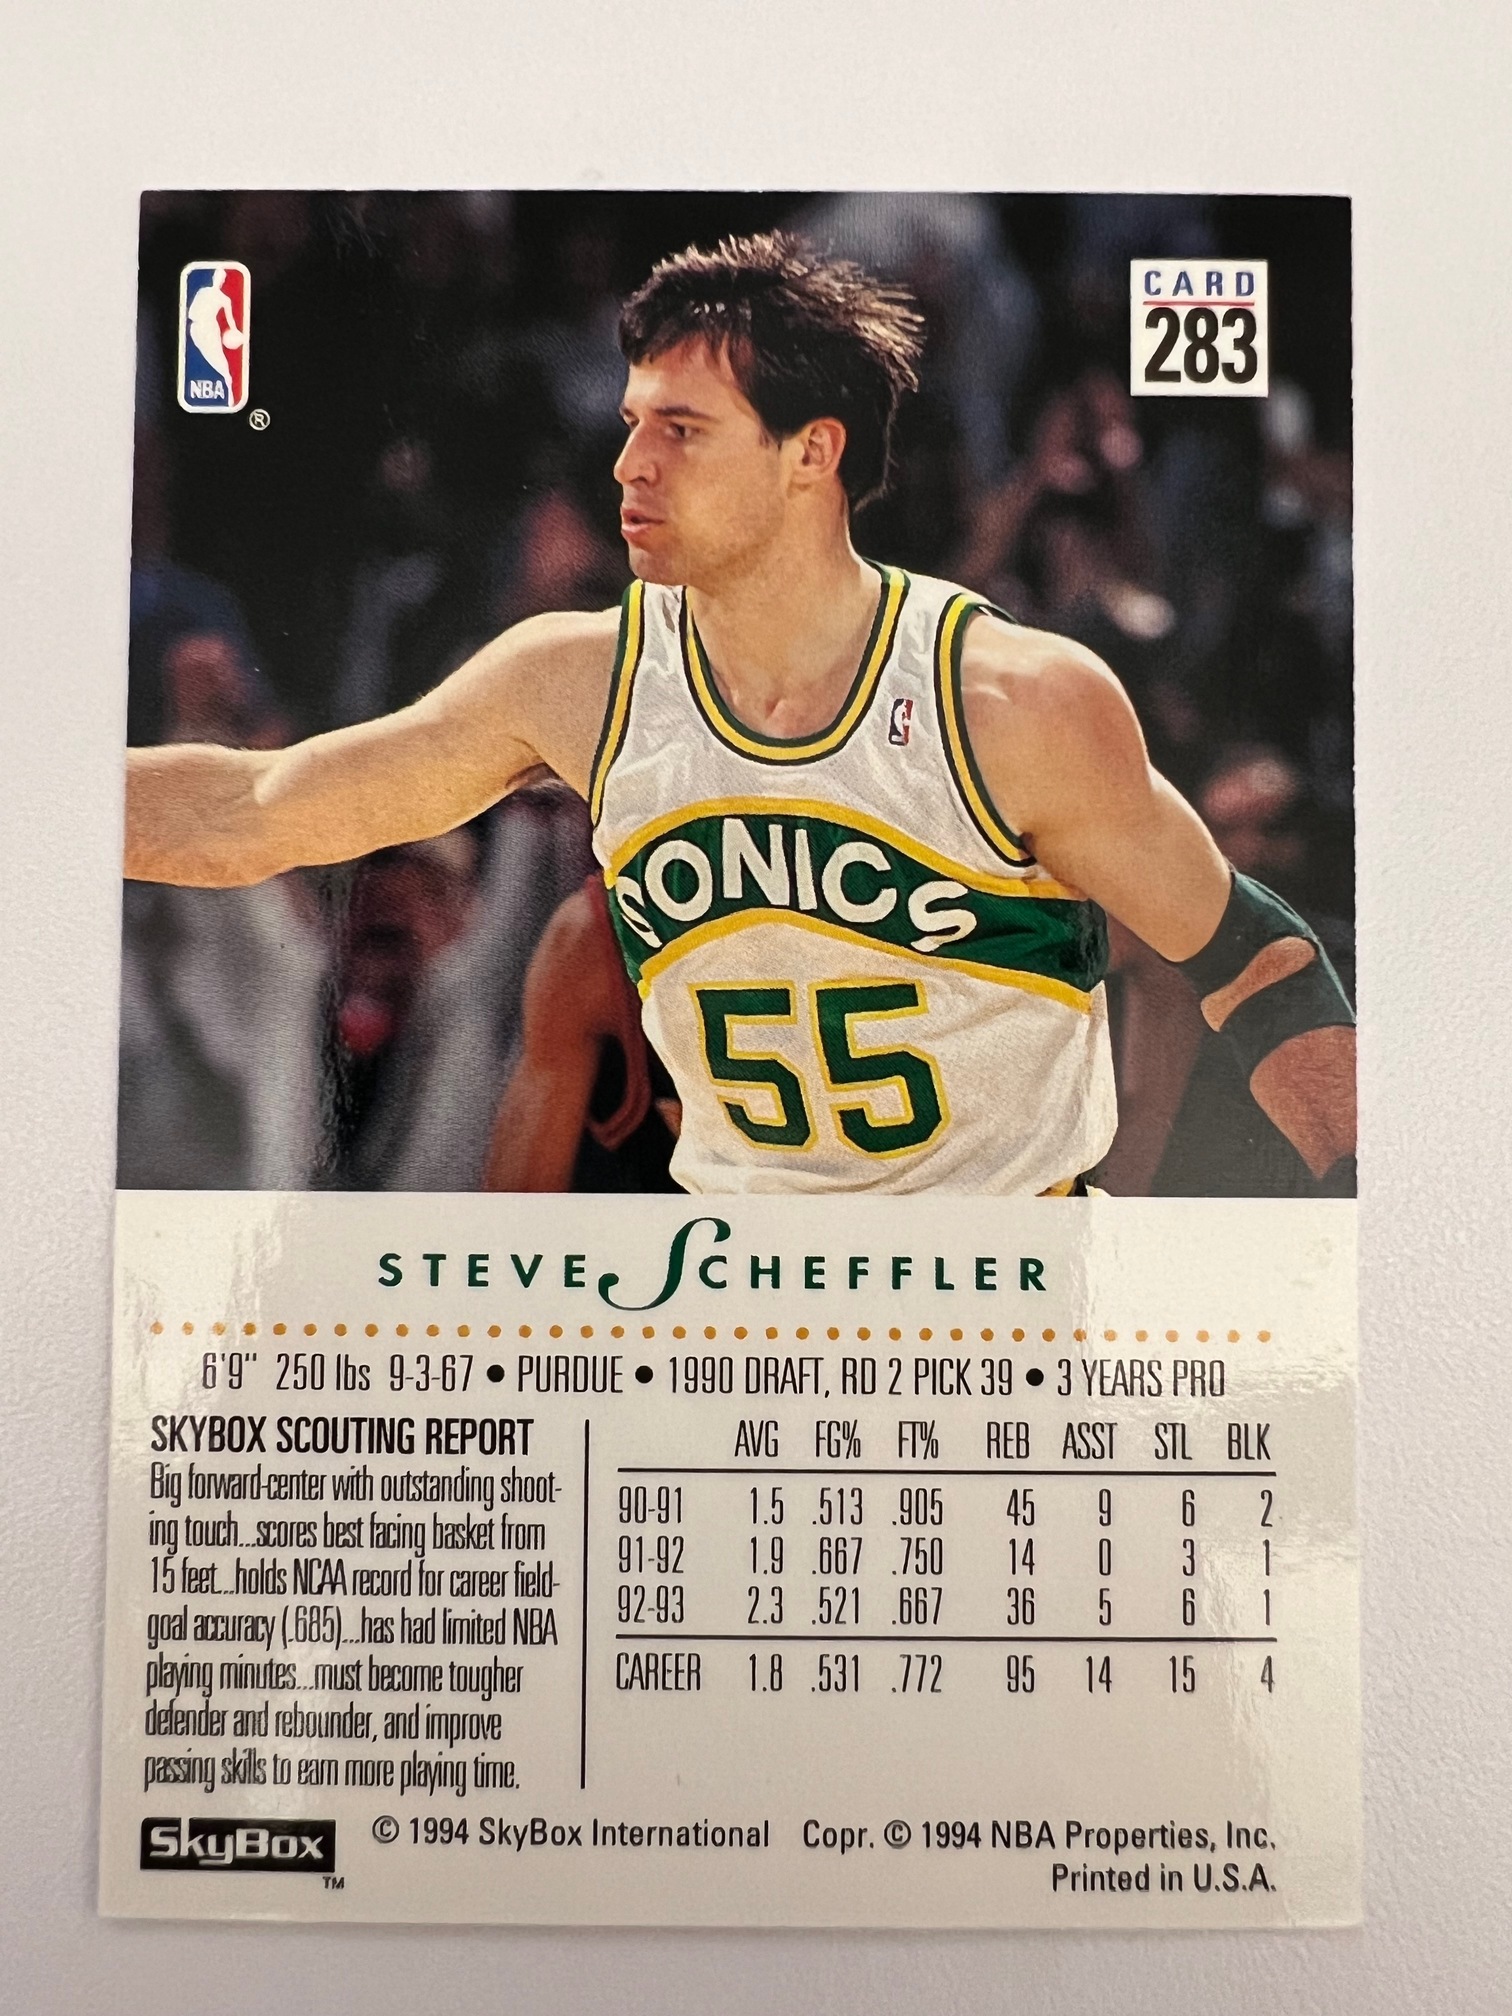 NBA
®
CARD
283
SONICS
55
STEVE SCHEFFLER
6'9" 250 lbs 9-3-67 • PURDUE • 1990 DRAFT, RD 2 PICK 39 • 3 YEARS PRO
SKYBOX SCOUTING REPORT
Big forward-center with outstanding shoot-
ing touch...scores best facing basket from
15 feet...holds NCAA record for career field-
goal accuracy (.685)...has had limited NBA
playing minutes...must become tougher
defender and rebounder, and improve
passing skills to earn more playing time.
AVG FG% FT% REB ASST STL BLK
90-91 1.5 .513 .905 45 9 6 2
91-92 1.9 .667 .750 14 0 3 1
92-93 2.3 .521 .667 36 5 6 1
CAREER 1.8 .531 .772 95 14 15 4
SkyBox
TM
© 1994 SkyBox International Copr. © 1994 NBA Properties, Inc.
Printed in U.S.A.